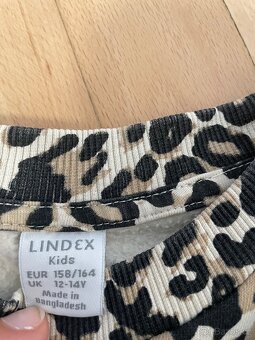 LINDEX
Kids
EUR 158/164
UK 12-14Y
Made in
Bangladesh